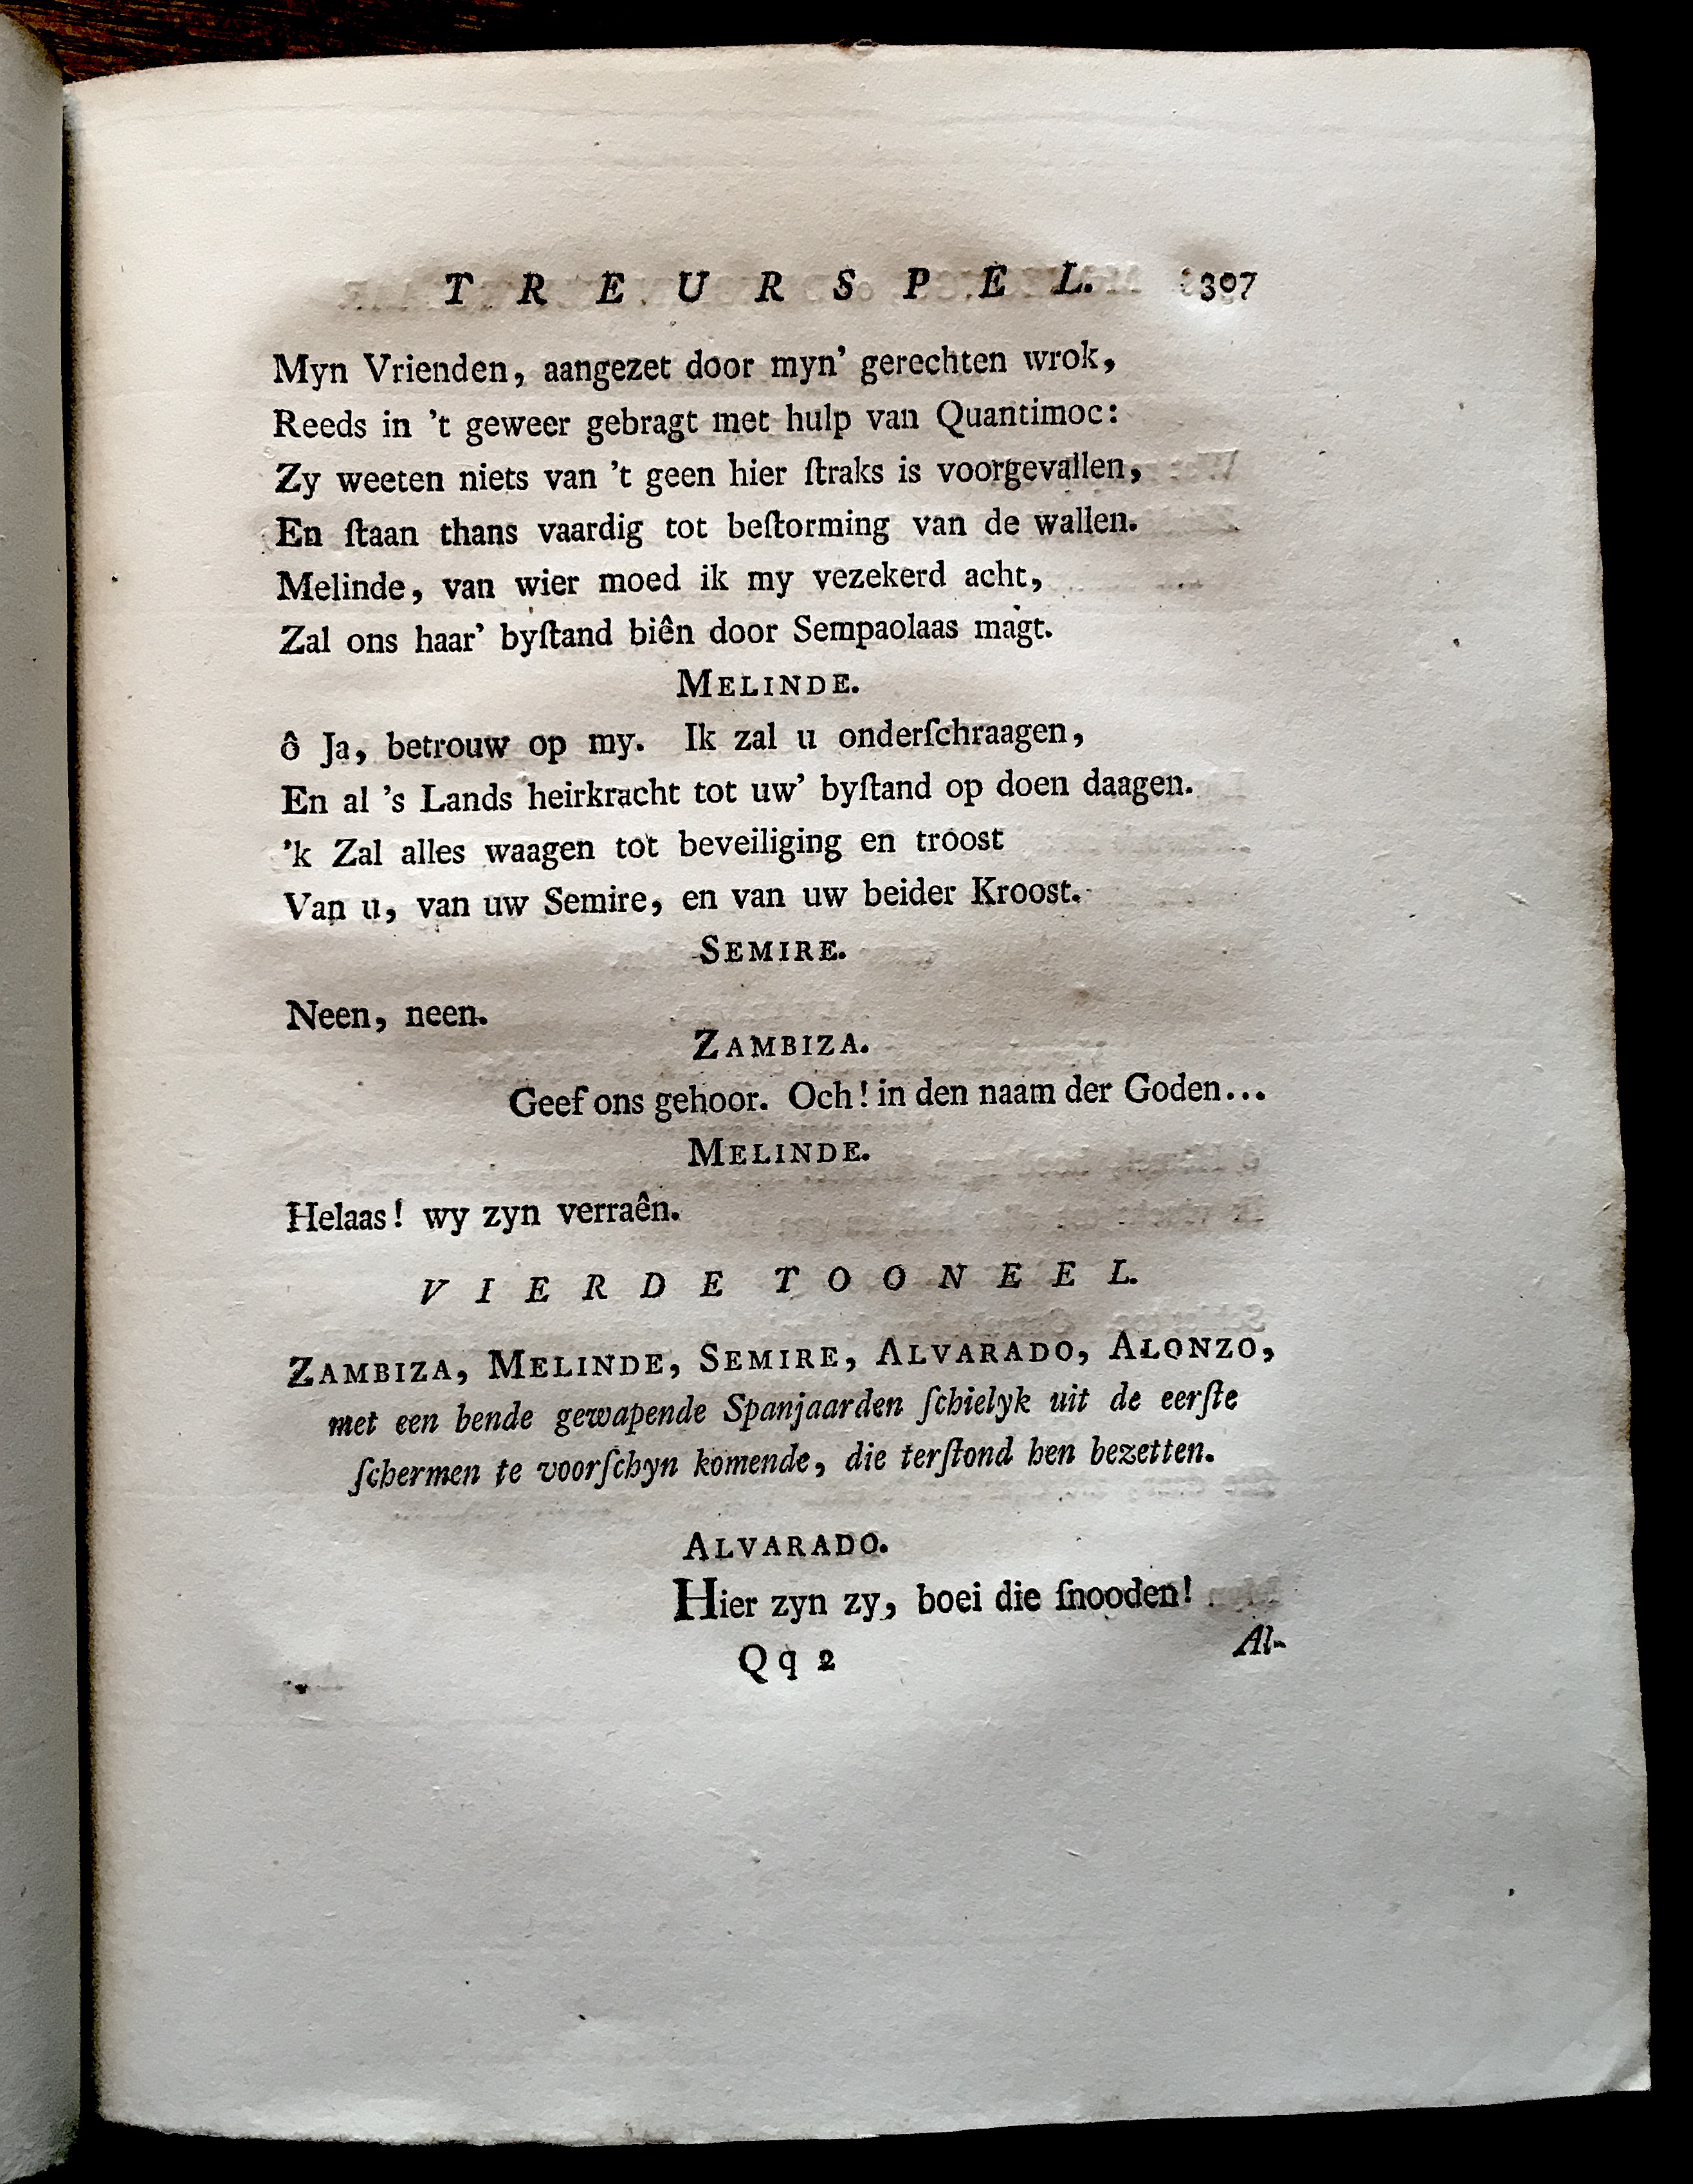 TREURSPEL. 307
Myn Vrienden, aangezet door myn' gerechten wrok,
Reeds in 't geweer gebragt met hulp van Quantimoc:
Zy weeten niets van 't geen hier ſtraks is voorgevallen,
En ſtaan thans vaardig tot beſtorming van de wallen.
Melinde, van wier moed ik my vezekerd acht,
Zal ons haar' byſtand biên door Sempaolaas magt.
MELINDE.
ô Ja, betrouw op my. Ik zal u onderſchraagen,
En al 's Lands heirkracht tot uw' byſtand op doen daagen.
'k Zal alles waagen tot beveiliging en troost
Van u, van uw Semire, en van uw beider Kroost.
SEMIRE.
Neen, neen.
ZAMBIZA.
Geef ons gehoor. Och! in den naam der Goden...
MELINDE.
Helaas! wy zyn verraên.
VIERDE TOONEEL.
ZAMBIZA, MELINDE, SEMIRE, ALVARADO, ALONZO,
met een bende gewapende Spanjaarden ſchielyk uit de eerſte
ſchermen te voorſchyn komende, die terſtond hen bezetten.
ALVARADO.
Hier zyn zy, boei die ſnooden!
Qq 2 Al-